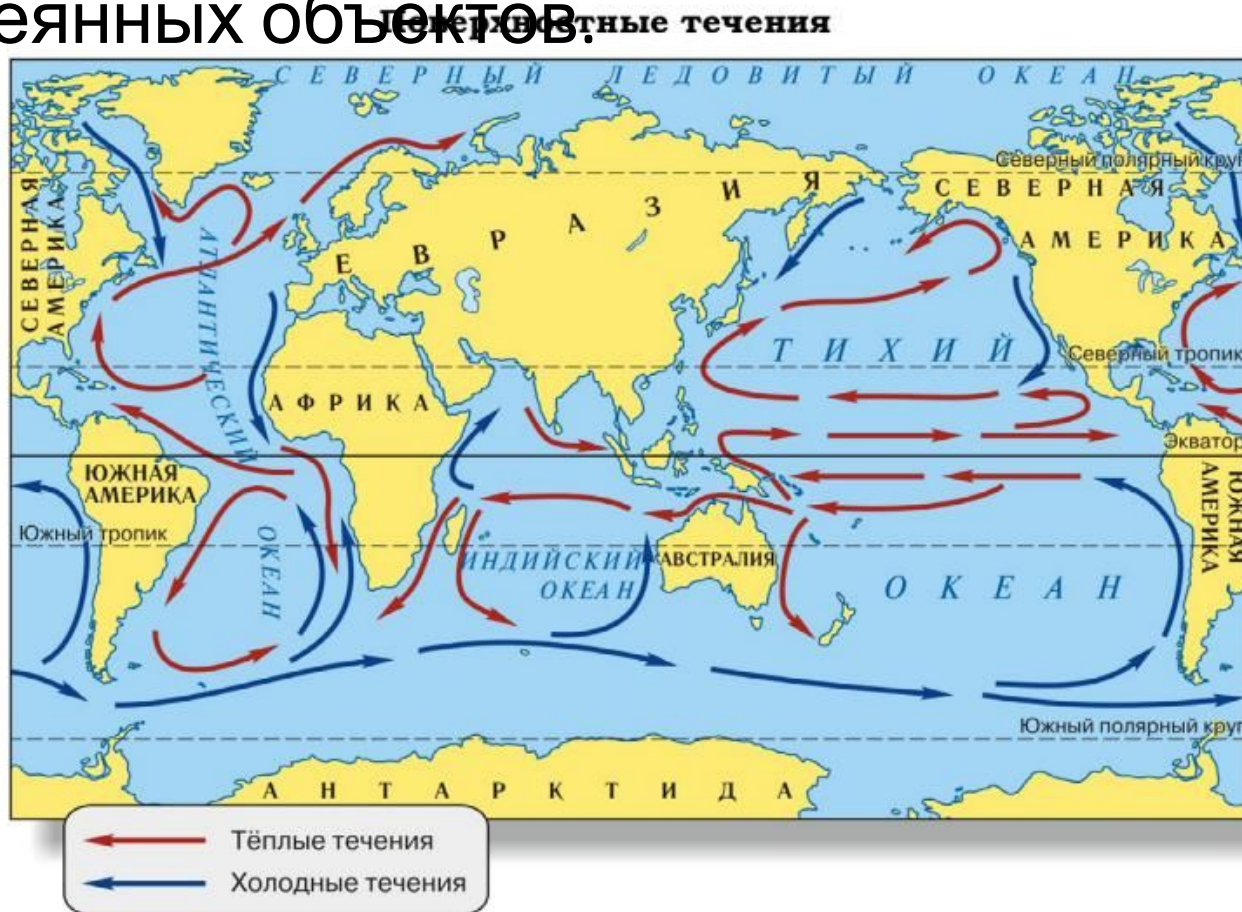 еянных объектов.
Поверхностные течения
СЕВЕРНЫЙ ЛЕДОВИТЫЙ ОКЕАН
Северный полярный круг
СЕВЕРНАЯ АМЕРИКА
СЕВЕРНАЯ
АМЕРИКА
ЕВРАЗИЯ
АТЛАНТИЧЕСКИЙ
ТИХИЙ
Северный тропик
АФРИКА
Экватор
ЮЖНАЯ
АМЕРИКА
ЮЖНАЯ
АМЕРИКА
Южный тропик
ОКЕАН
ИНДИЙСКИЙ
ОКЕАН
АВСТРАЛИЯ
ОКЕАН
Южный полярный круг
АНТАРКТИДА
Тёплые течения
Холодные течения